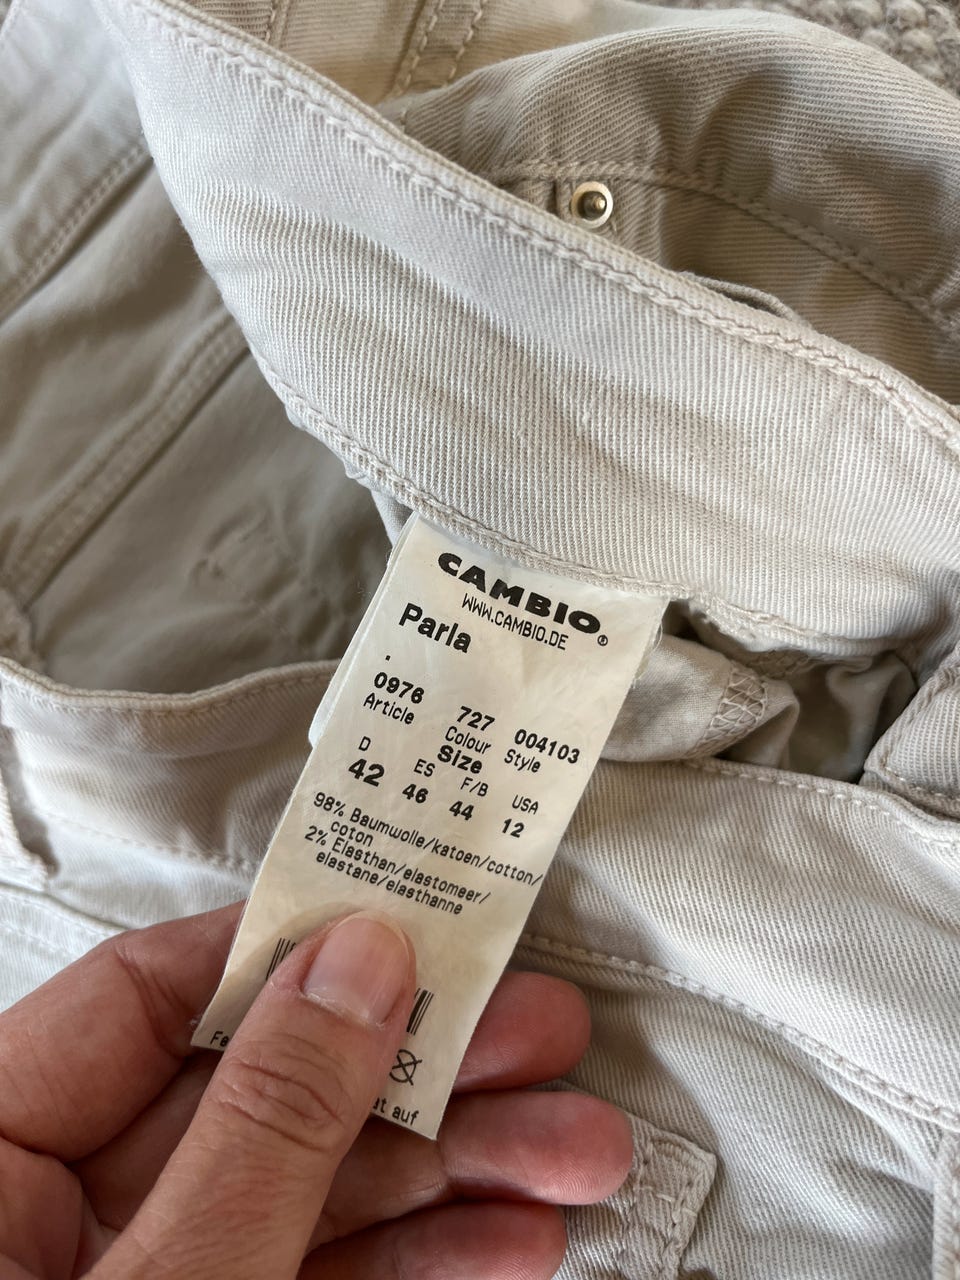 CAMBIO®
WWW.CAMBIO.DE
Parla
.
0976 727 004103
Article Colour Style
Size
D ES F/B USA
42 46 44 12
98% Baumwolle/katoen/cotton/
coton
2% Elasthan/elastomeer/
elastane/elasthanne
auf